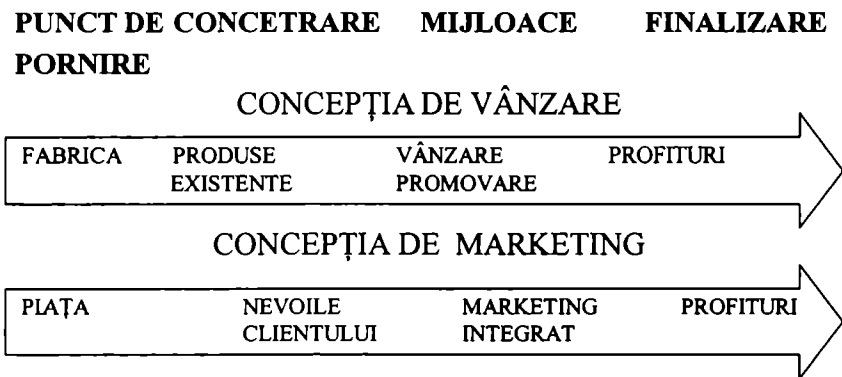 PUNCT DE CONCETRARE MIJLOACE FINALIZARE
PORNIRE
CONCEPȚIA DE VÂNZARE
FABRICA PRODUSE VÂNZARE PROFITURI
EXISTENTE PROMOVARE
CONCEPȚIA DE MARKETING
PIAȚA NEVOILE MARKETING PROFITURI
CLIENTULUI INTEGRAT